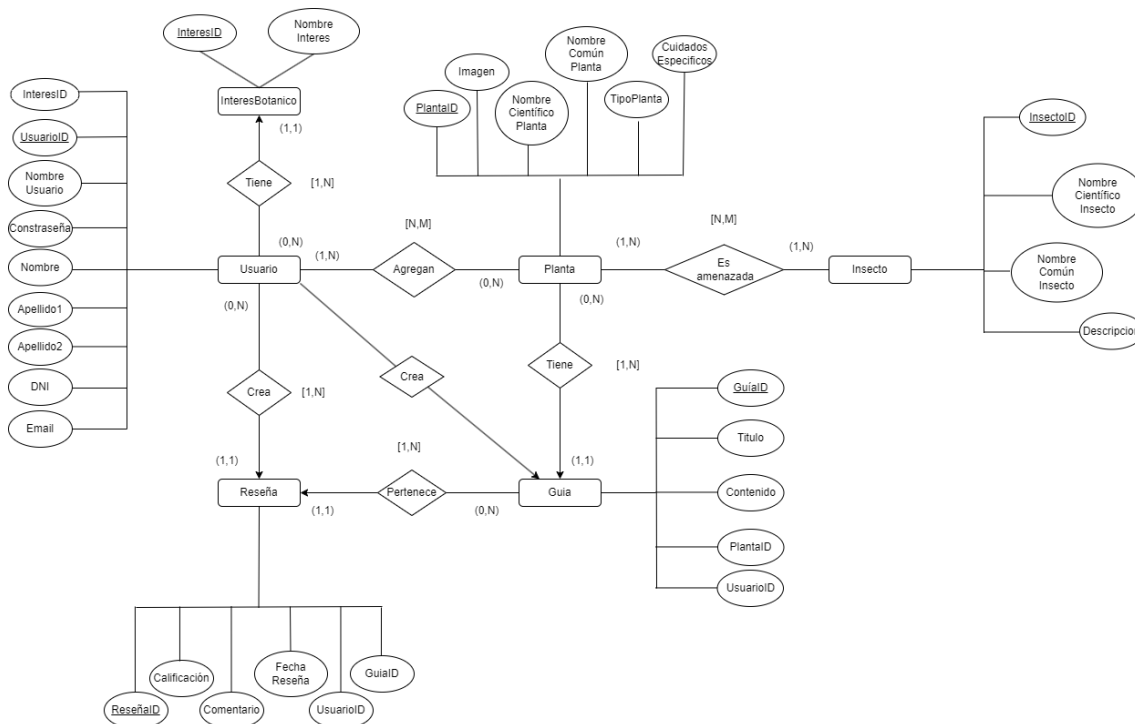 InteresID
Nombre
Interes
InteresBotanico
(1,1)
Tiene
[1,N]
(0,N)
InteresID
UsuarioID
Nombre
Usuario
Constraseña
Nombre
Apellido1
Apellido2
DNI
Email
Usuario
(1,N)
(0,N)
[N,M]
Agregan
(0,N)
PlantaID
Imagen
Nombre
Científico
Planta
Nombre
Común
Planta
TipoPlanta
Cuidados
Especificos
Planta
(1,N)
(0,N)
[N,M]
Es
amenazada
(1,N)
Insecto
InsectoID
Nombre
Científico
Insecto
Nombre
Común
Insecto
Descripcion
Crea
[1,N]
(1,1)
Crea
Tiene
[1,N]
(1,1)
Reseña
(1,1)
[1,N]
Pertenece
(0,N)
Guia
GuíaID
Titulo
Contenido
PlantaID
UsuarioID
ReseñaID
Calificación
Comentario
Fecha
Reseña
UsuarioID
GuiaID